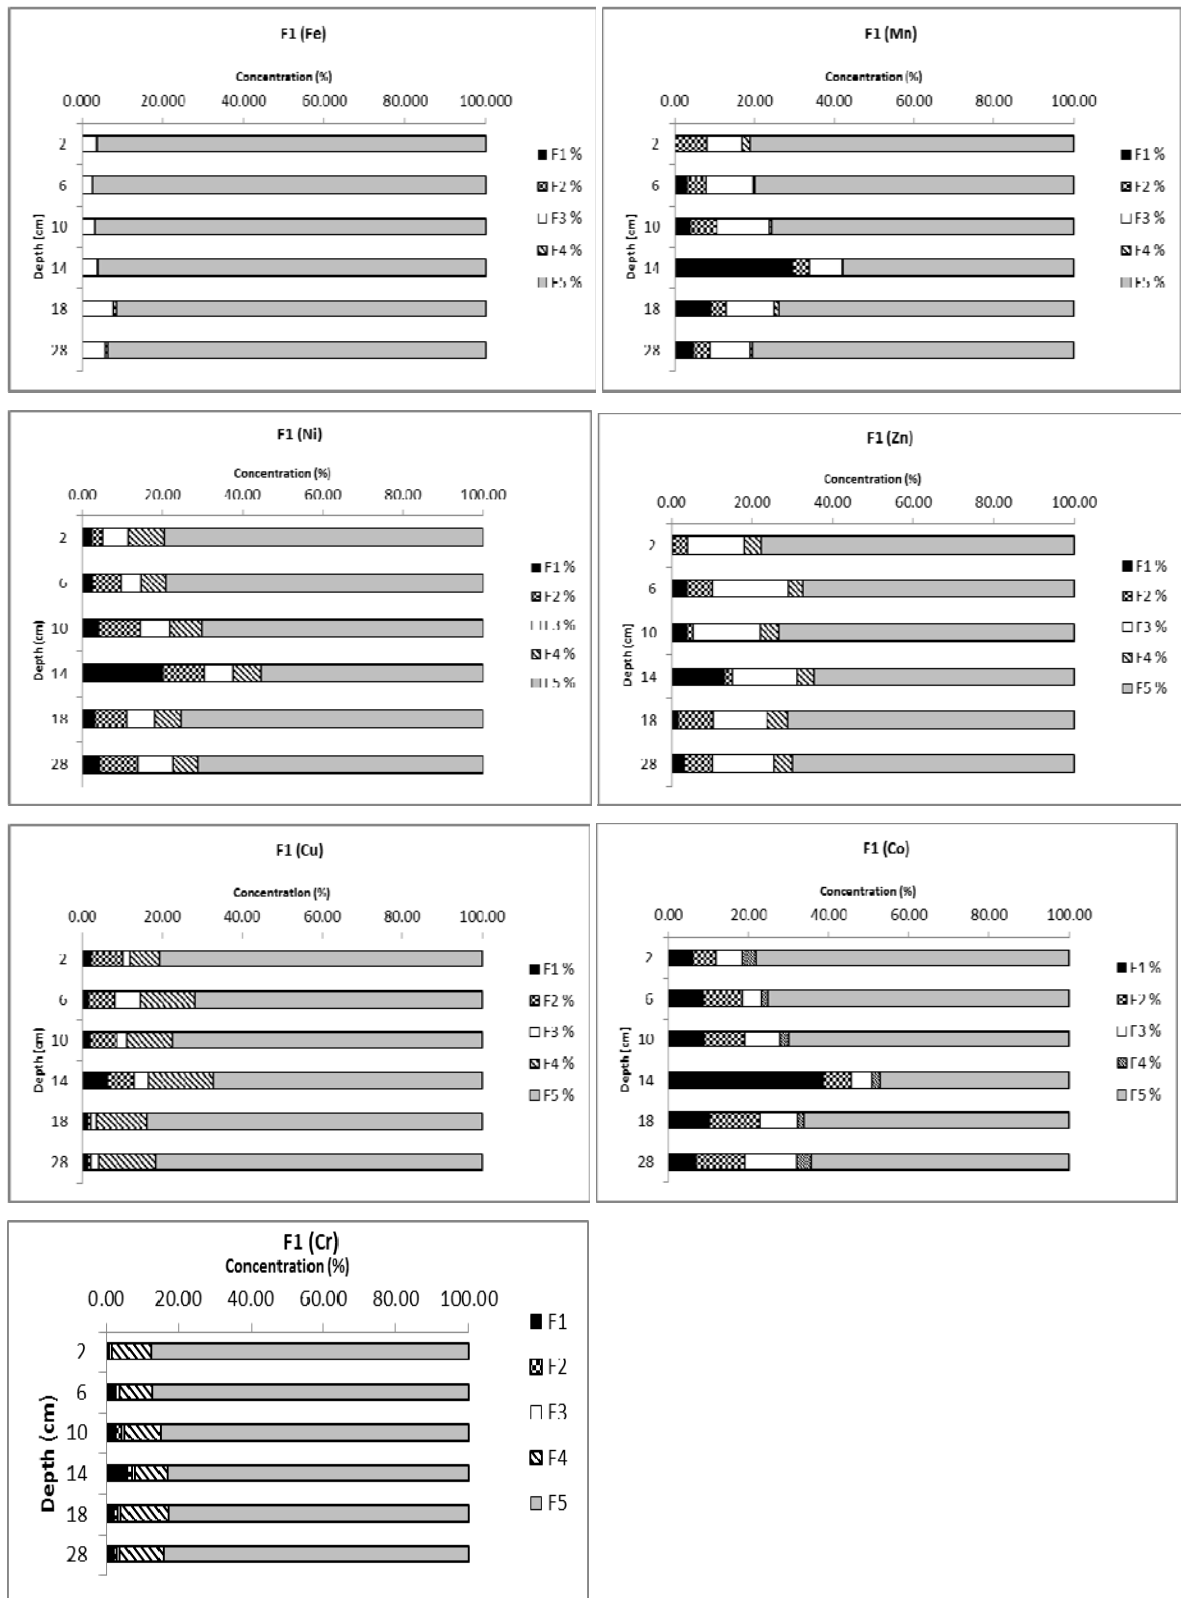 F1 (Fe)
Concentration (%)
0.000 20.000 40.000 60.000 80.000 100.000
Depth (cm)
2
6
10
14
18
28
F1 %
F2 %
F3 %
F4 %
F5 %
F1 (Mn)
Concentration (%)
0.00 20.00 40.00 60.00 80.00 100.00
Depth (cm)
2
6
10
14
18
28
F1 %
F2 %
F3 %
F4 %
F5 %
F1 (Ni)
Concentration (%)
0.00 20.00 40.00 60.00 80.00 100.00
Depth (cm)
2
6
10
14
18
28
F1 %
F2 %
F3 %
F4 %
F5 %
F1 (Zn)
Concentration (%)
0.00 20.00 40.00 60.00 80.00 100.00
Depth (cm)
2
6
10
14
18
28
F1 %
F2 %
F3 %
F4 %
F5 %
F1 (Cu)
Concentration (%)
0.00 20.00 40.00 60.00 80.00 100.00
Depth (cm)
2
6
10
14
18
28
F1 %
F2 %
F3 %
F4 %
F5 %
F1 (Co)
Concentration (%)
0.00 20.00 40.00 60.00 80.00 100.00
Depth (cm)
2
6
10
14
18
28
F1 %
F2 %
F3 %
F4 %
F5 %
F1 (Cr)
Concentration (%)
0.00 20.00 40.00 60.00 80.00 100.00
Depth (cm)
2
6
10
14
18
28
F1
F2
F3
F4
F5